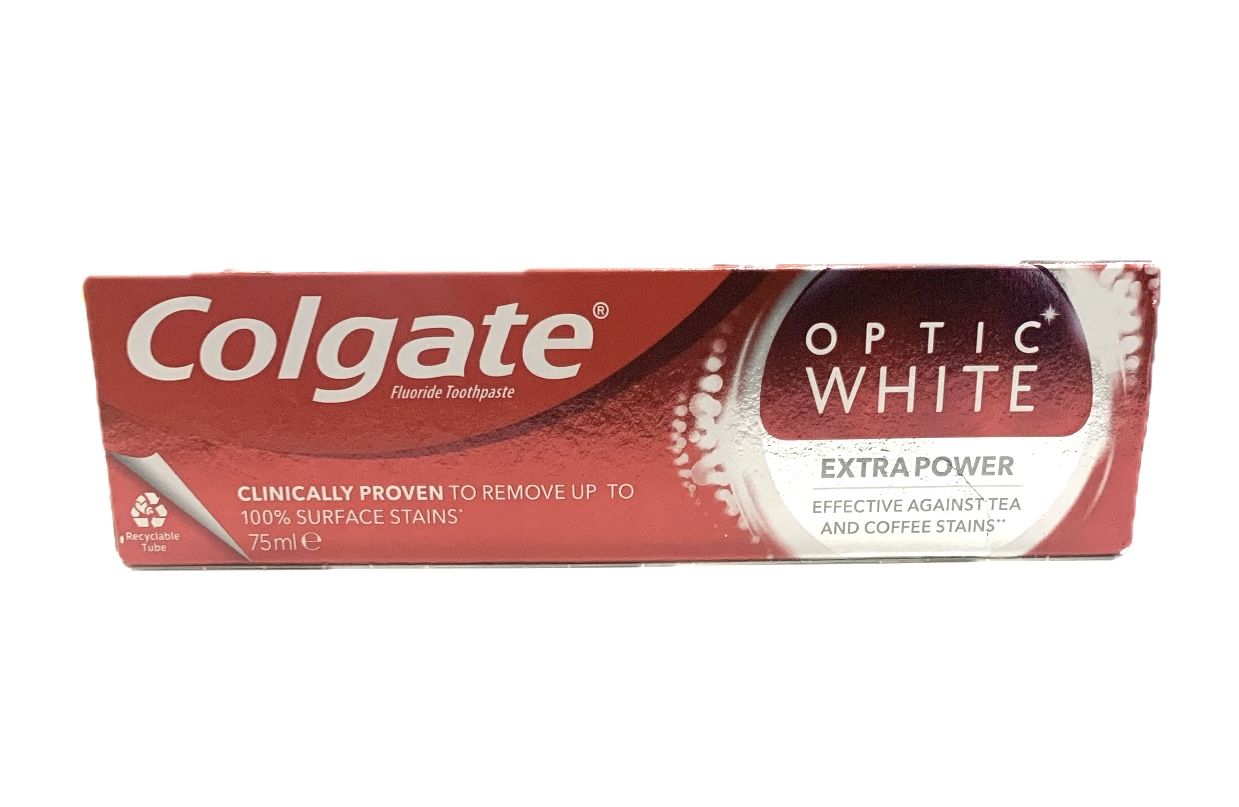 Colgate®
Fluoride Toothpaste
CLINICALLY PROVEN TO REMOVE UP TO
100% SURFACE STAINS*
75ml ℮
Recyclable
Tube
OPTIC
WHITE
EXTRA POWER
EFFECTIVE AGAINST TEA
AND COFFEE STAINS**